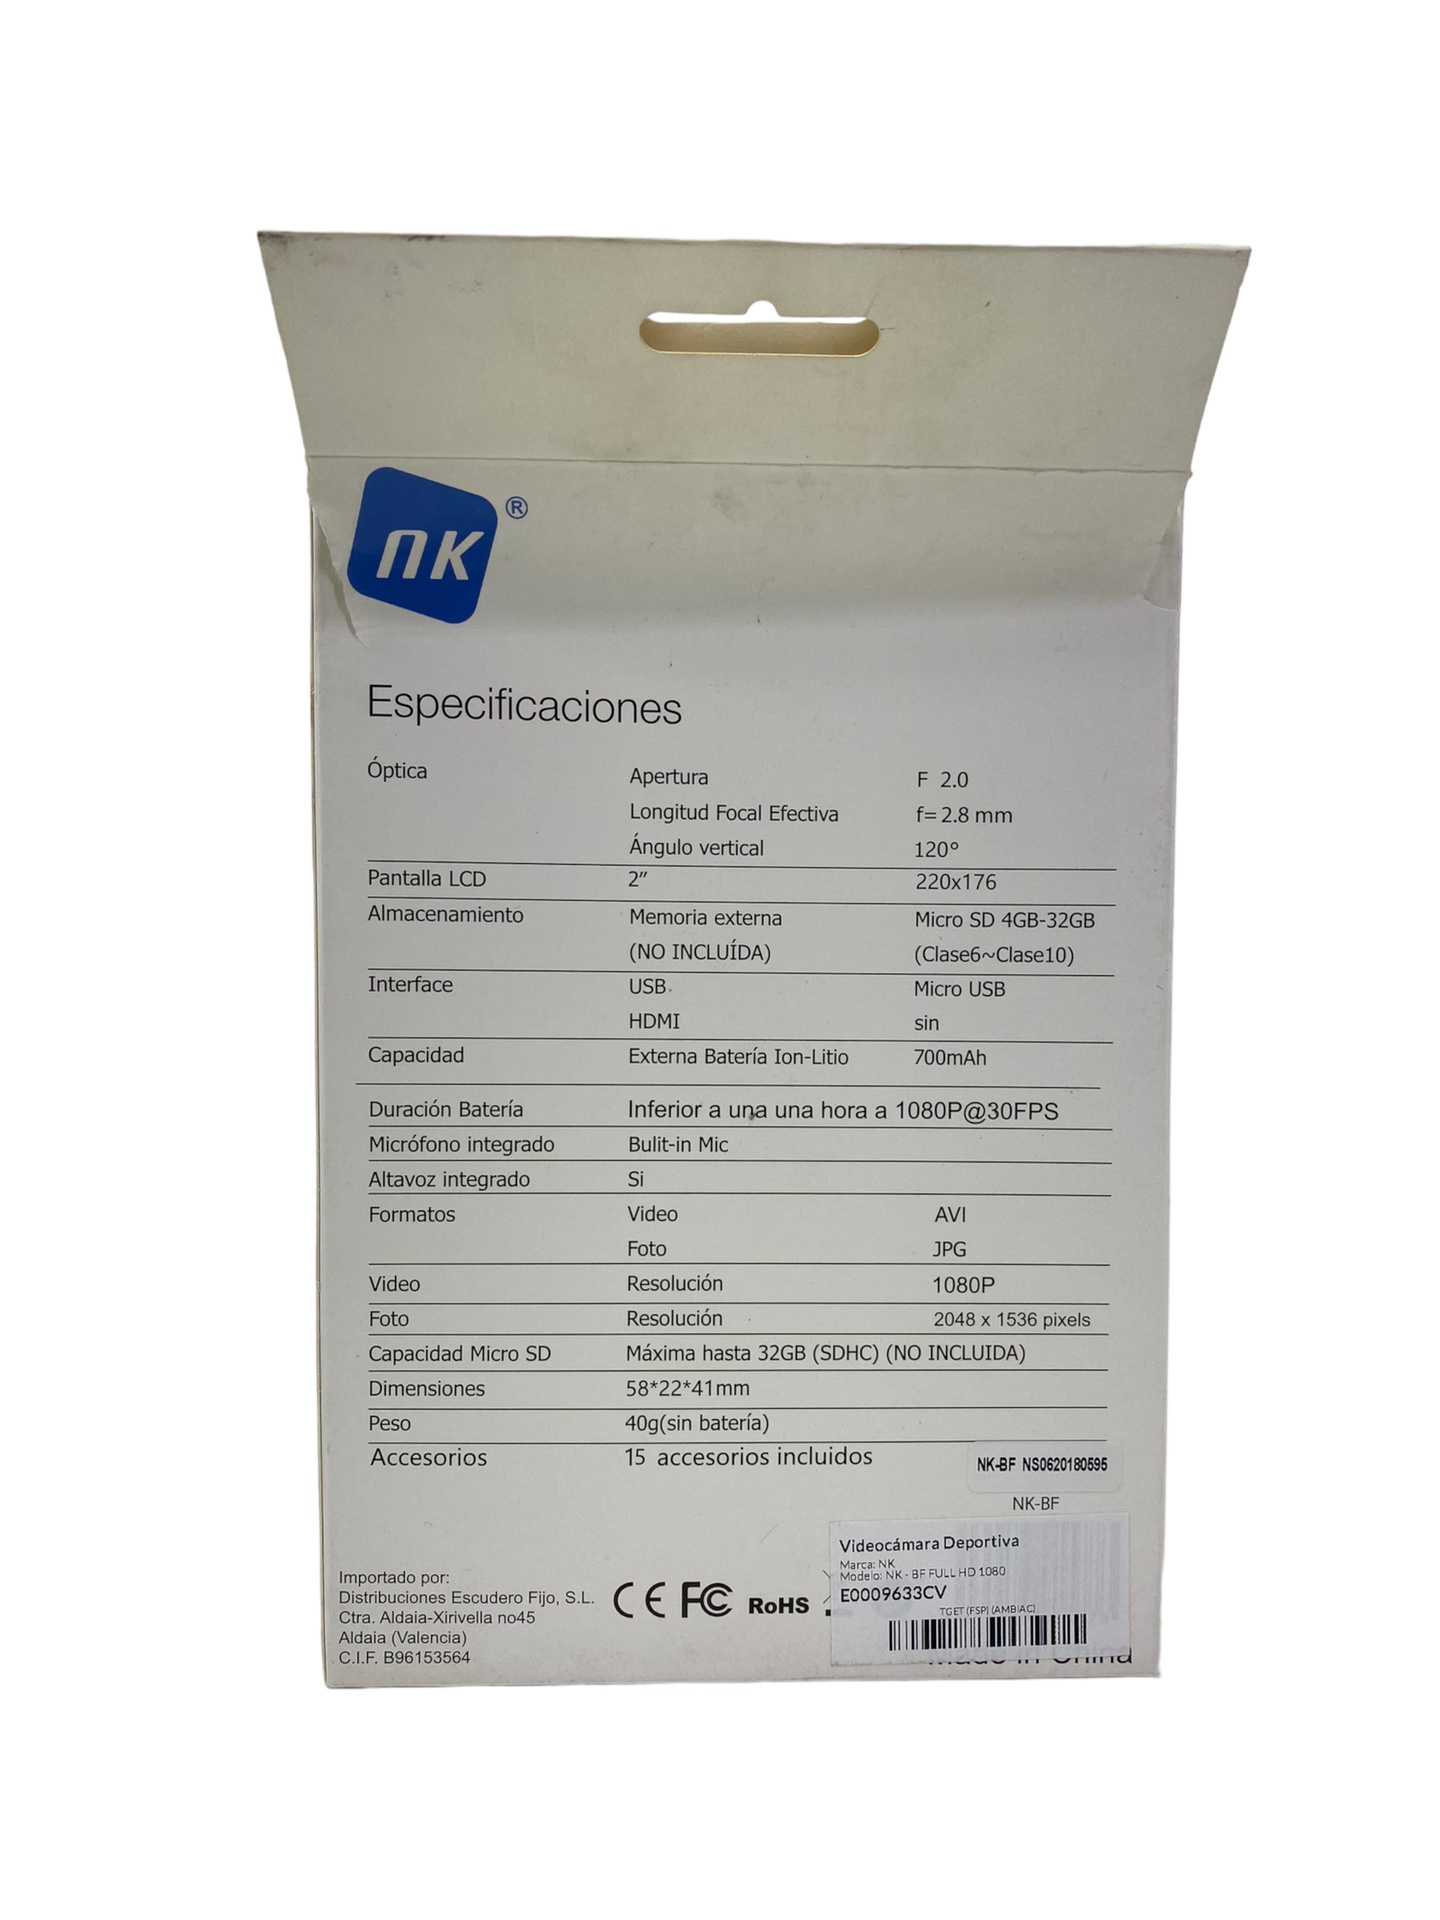 nK ®
Especificaciones
Óptica Apertura F 2.0
Longitud Focal Efectiva f= 2.8 mm
Ángulo vertical 120°
Pantalla LCD 2” 220x176
Almacenamiento Memoria externa Micro SD 4GB-32GB
(NO INCLUÍDA) (Clase6~Clase10)
Interface USB Micro USB
HDMI sin
Capacidad Externa Batería Ion-Litio 700mAh
Duración Batería Inferior a una una hora a 1080P@30FPS
Micrófono integrado Bulit-in Mic
Altavoz integrado Si
Formatos Video AVI
Foto JPG
Video Resolución 1080P
Foto Resolución 2048 x 1536 pixels
Capacidad Micro SD Máxima hasta 32GB (SDHC) (NO INCLUIDA)
Dimensiones 58*22*41mm
Peso 40g(sin batería)
Accesorios 15 accesorios incluidos
NK-BF NS0620180595
NK-BF
Importado por:
Distribuciones Escudero Fijo, S.L.
Ctra. Aldaia-Xirivella no45
Aldaia (Valencia)
C.I.F. B96153564
CE FC RoHS
Videocámara Deportiva
Marca: NK
Modelo: NK - BF FULL HD 1080
E0009633CV
TGET (FSP) (AMBIAC)
Made in China